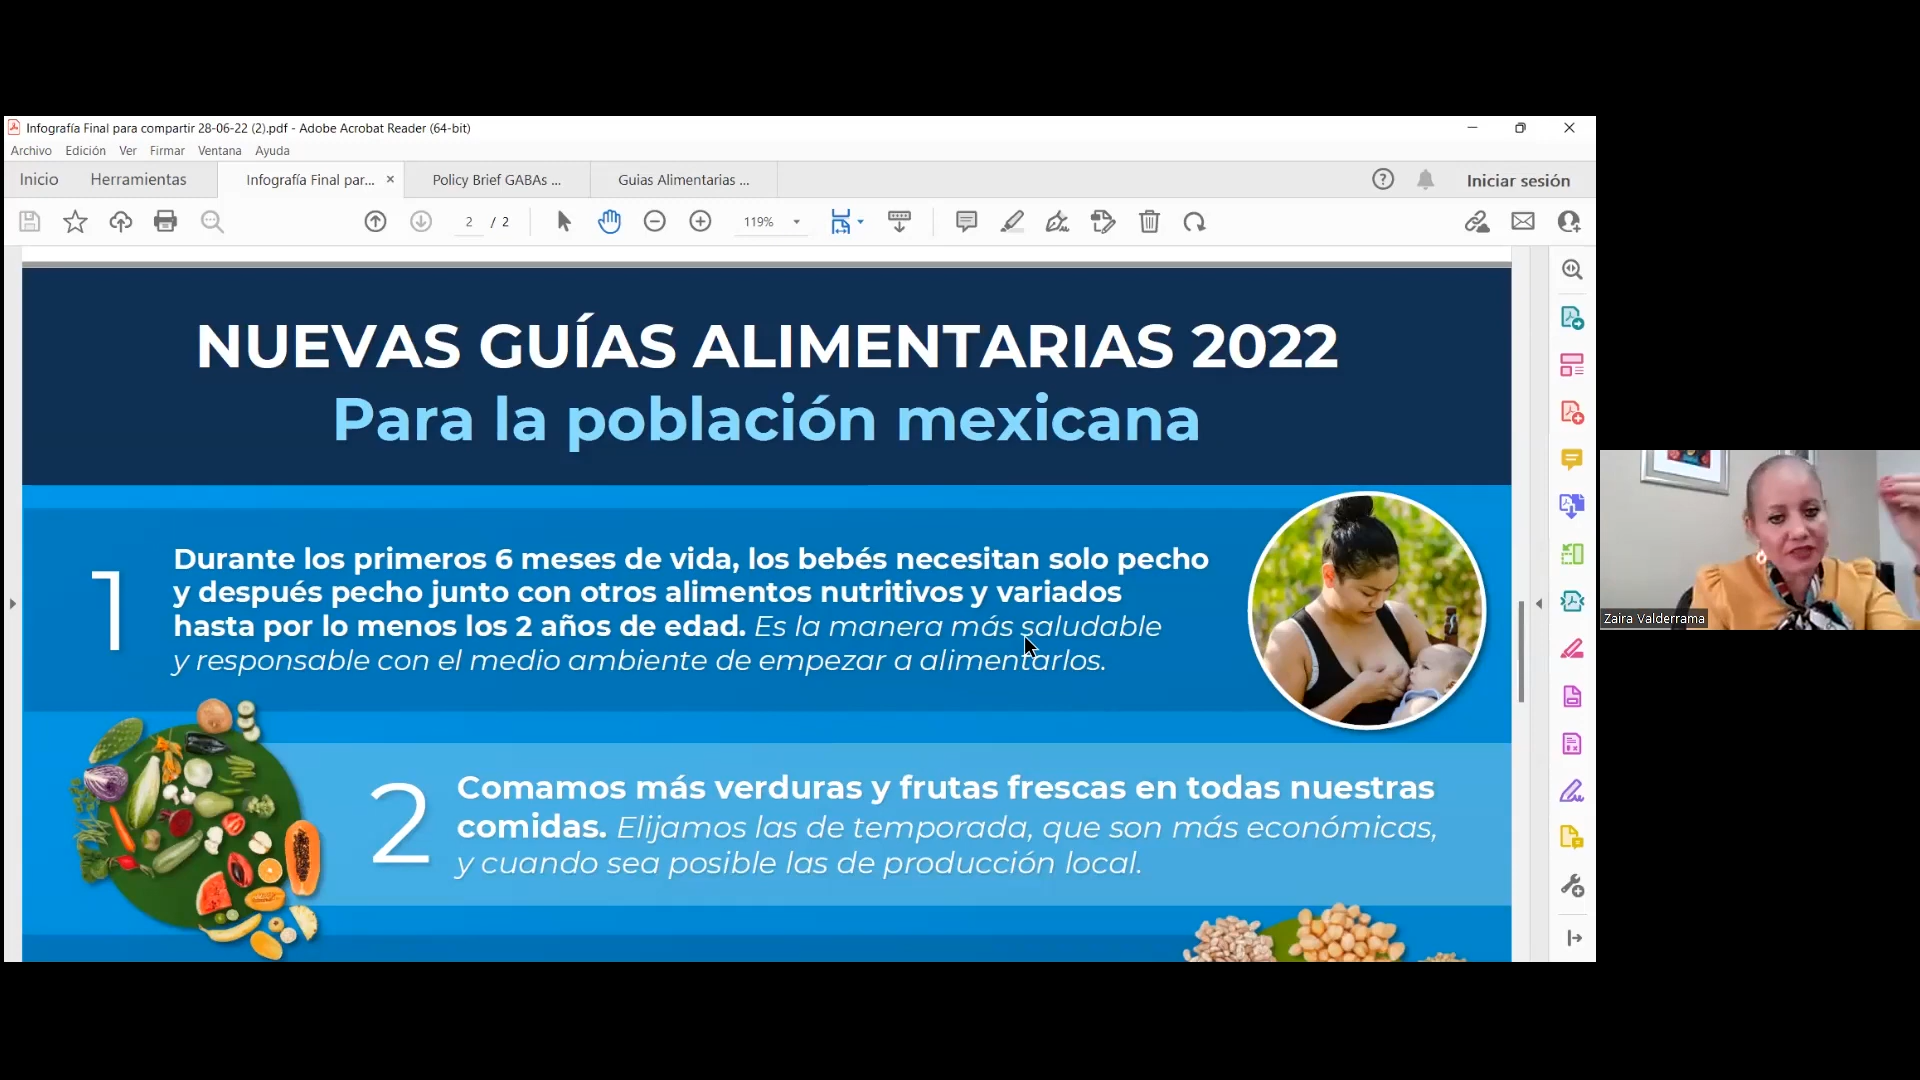 Infografía Final para compartir 28-06-22 (2).pdf - Adobe Acrobat Reader (64-bit)
Archivo Edición Ver Firmar Ventana Ayuda
Inicio Herramientas Infografía Final par... × Policy Brief GABAs ... Guias Alimentarias ... Iniciar sesión
2 / 2 119%
NUEVAS GUÍAS ALIMENTARIAS 2022
Para la población mexicana
1
Durante los primeros 6 meses de vida, los bebés necesitan solo pecho
y después pecho junto con otros alimentos nutritivos y variados
hasta por lo menos los 2 años de edad. Es la manera más saludable
y responsable con el medio ambiente de empezar a alimentarlos.
2
Comamos más verduras y frutas frescas en todas nuestras
comidas. Elijamos las de temporada, que son más económicas,
y cuando sea posible las de producción local.
Zaira Valderrama